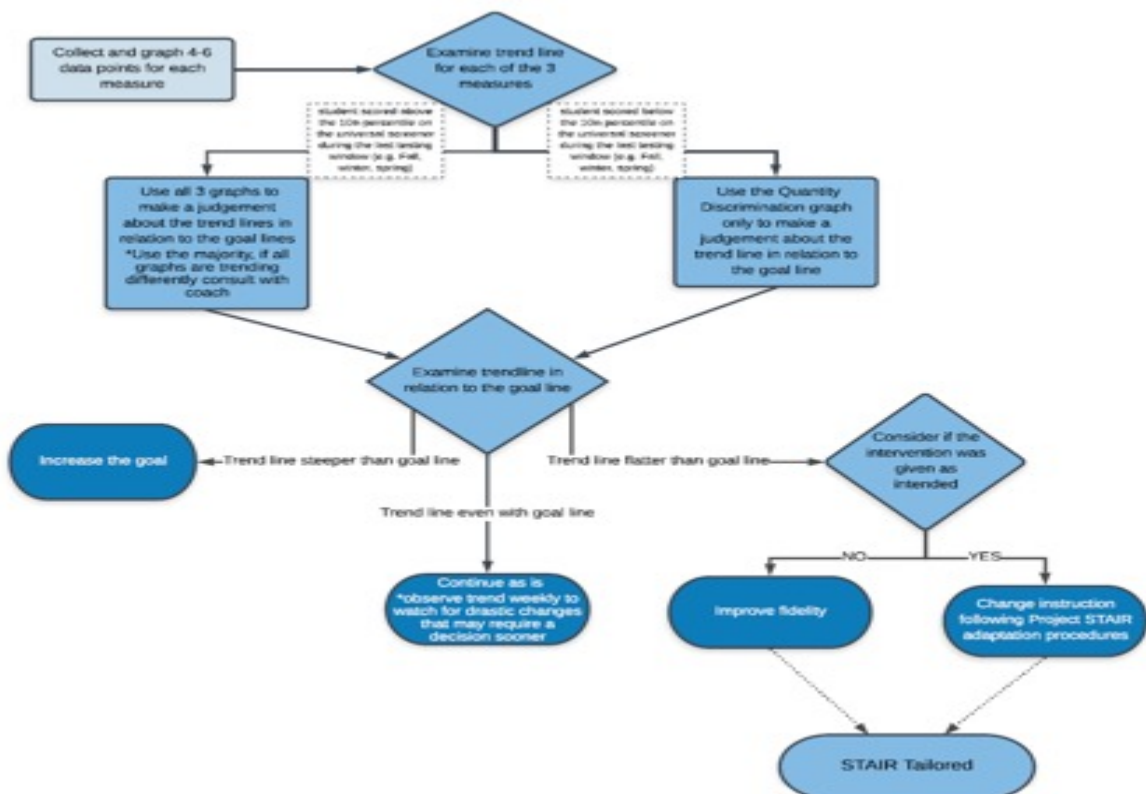 Collect and graph 4-6
data points for each
measure
Examine trend line
for each of the 3
measures
student scored above
the 10th percentile on
the universal screener
during the last testing
window (e.g. Fall,
winter, spring)
student scored below
the 10th percentile on
the universal screener
during the last testing
window (e.g. Fall,
winter, spring)
Use all 3 graphs to
make a judgement
about the trend lines in
relation to the goal lines
*Use the majority, if all
graphs are trending
differently consult with
coach
Use the Quantity
Discrimination graph
only to make a
judgement about the
trend line in relation to
the goal line
Examine trendline in
relation to the goal line
Increase the goal
Trend line steeper than goal line
Trend line flatter than goal line
Consider if the
intervention was
given as
intended
Trend line even with goal line
NO
YES
Continue as is
*observe trend weekly to
watch for drastic changes
that may require a
decision sooner
Improve fidelity
Change instruction
following Project STAIR
adaptation procedures
STAIR Tailored